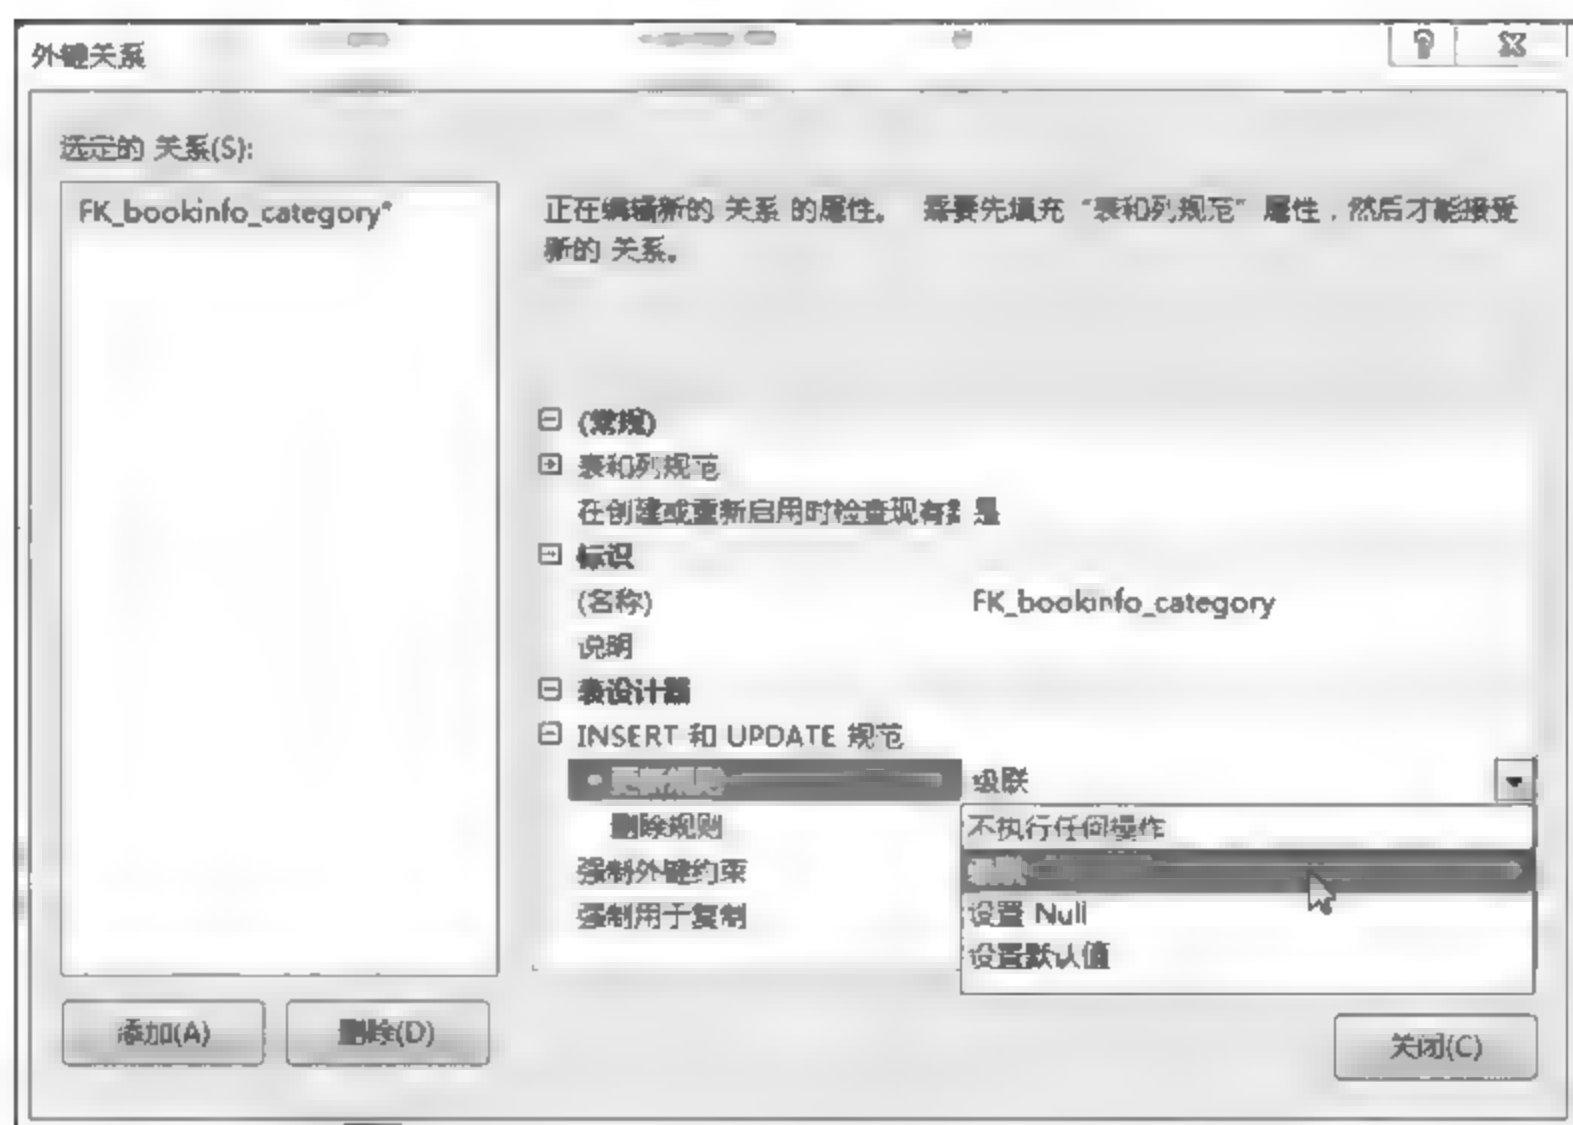 外键关系
选定的 关系(S):
FK_bookinfo_category*
正在编辑新的 关系 的属性。 需要先填充“表和列规范”属性，然后才能接受
新的 关系。
(常规)
表和列规范
在创建或重新启用时检查现有 是
标识
(名称) FK_bookinfo_category
说明
表设计器
INSERT 和 UPDATE 规范
级联
删除规则 不执行任何操作
强制外键约束
强制用于复制 设置 Null
设置默认值
添加(A) 删除(D)
关闭(C)